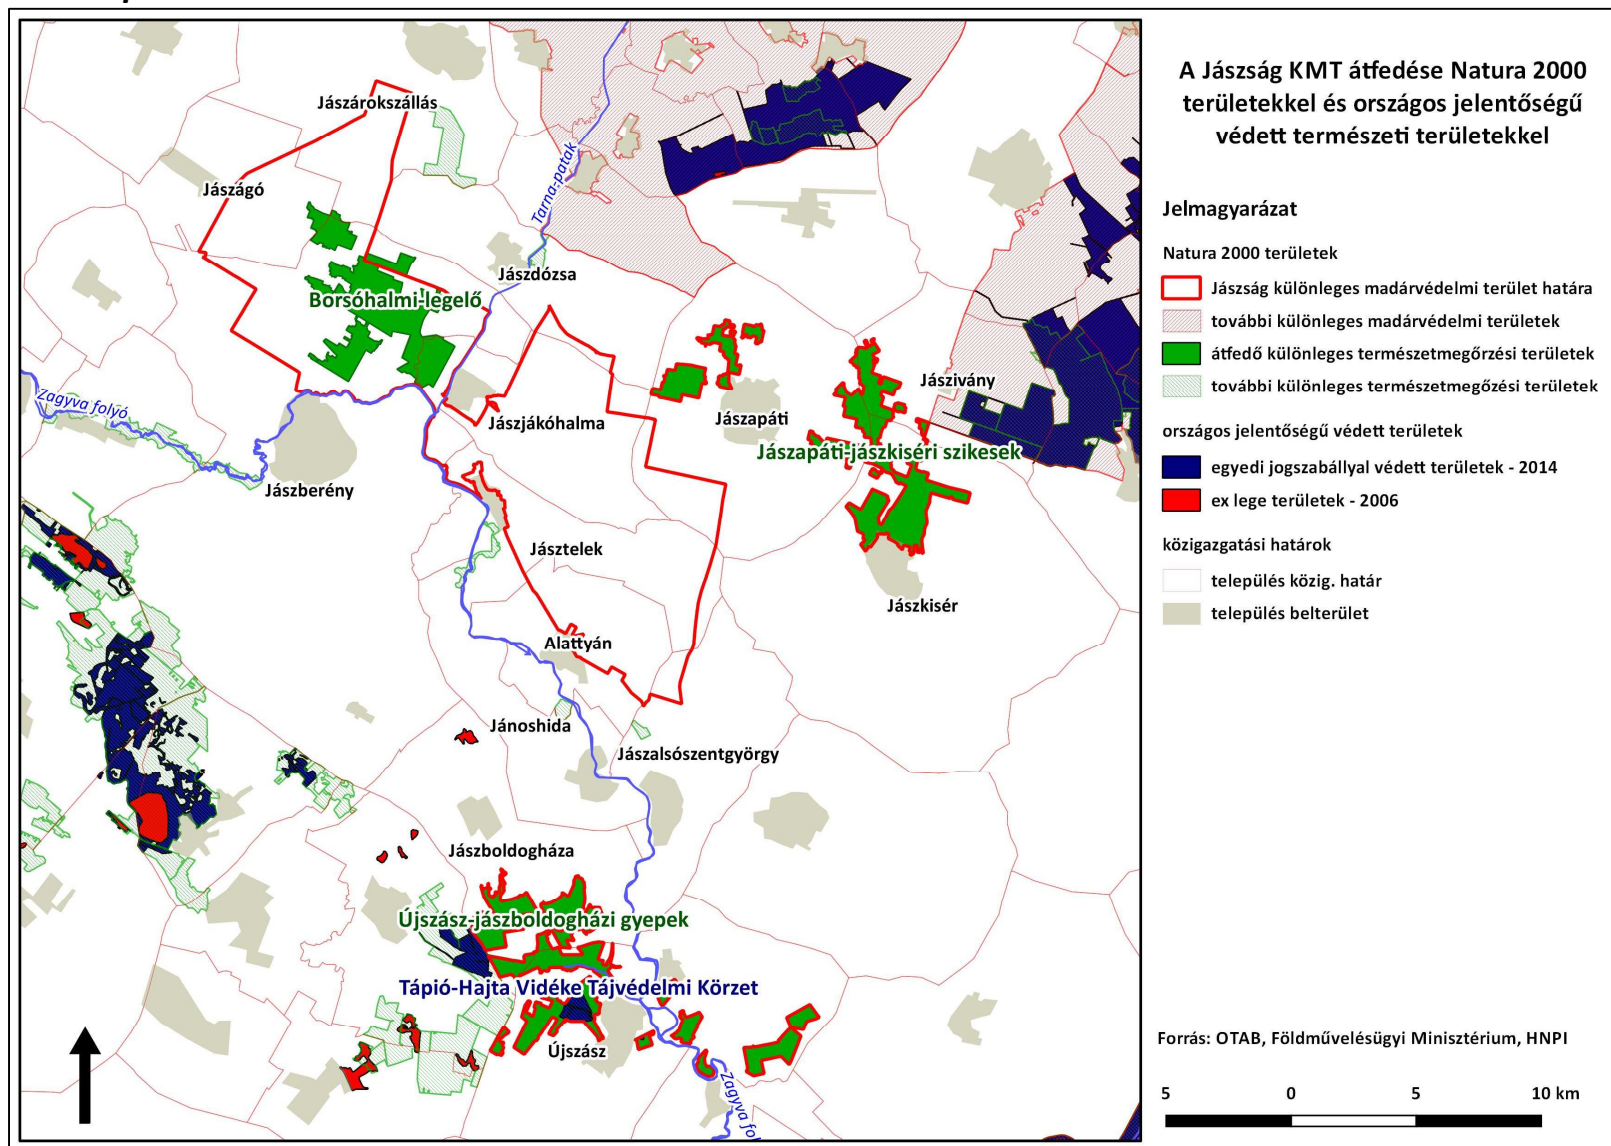 A Jászság KMT átfedése Natura 2000
területekkel és országos jelentőségű
védett természeti területekkel
Jelmagyarázat
Natura 2000 területek
Jászság különleges madárvédelmi terület határa
további különleges madárvédelmi területek
átfedő különleges természetmegőrzési területek
további különleges természetmegőzési területek
országos jelentőségű védett területek
egyedi jogszabállyal védett területek - 2014
ex lege területek - 2006
közigazgatási határok
település közig. határ
település belterület
Forrás: OTAB, Földművelésügyi Minisztérium, HNPI
5 0 5 10 km
Jászárokszállás
Jászágó
Tarna-patak
Jászdózsa
Borsóhalmi-legelő
Zagyva folyó
Jászivány
Jászjákóhalma
Jászapáti
Jászapáti-jászkiséri szikesek
Jászberény
Jásztelek
Jászkisér
Alattyán
Jánoshida
Jászalsószentgyörgy
Jászboldogháza
Újszász-jászboldogházi gyepek
Tápió-Hajta Vidéke Tájvédelmi Körzet
Újszász
Zagyva fol